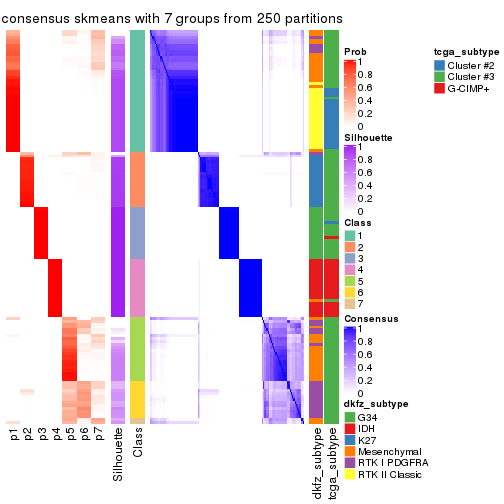 consensus skmeans with 7 groups from 250 partitions
Prob
1
0.8
0.6
0.4
0.2
0
Silhouette
1
0.8
0.6
0.4
0.2
0
Class
1
2
3
4
5
6
7
Consensus
1
0.8
0.6
0.4
0.2
0
dkfz_subtype
G34
IDH
K27
Mesenchymal
RTK I PDGFRA
RTK II Classic
tcga_subtype
Cluster #2
Cluster #3
G-CIMP+
p1
p2
p3
p4
p5
p6
p7
Silhouette
Class
dkfz_subtype
tcga_subtype